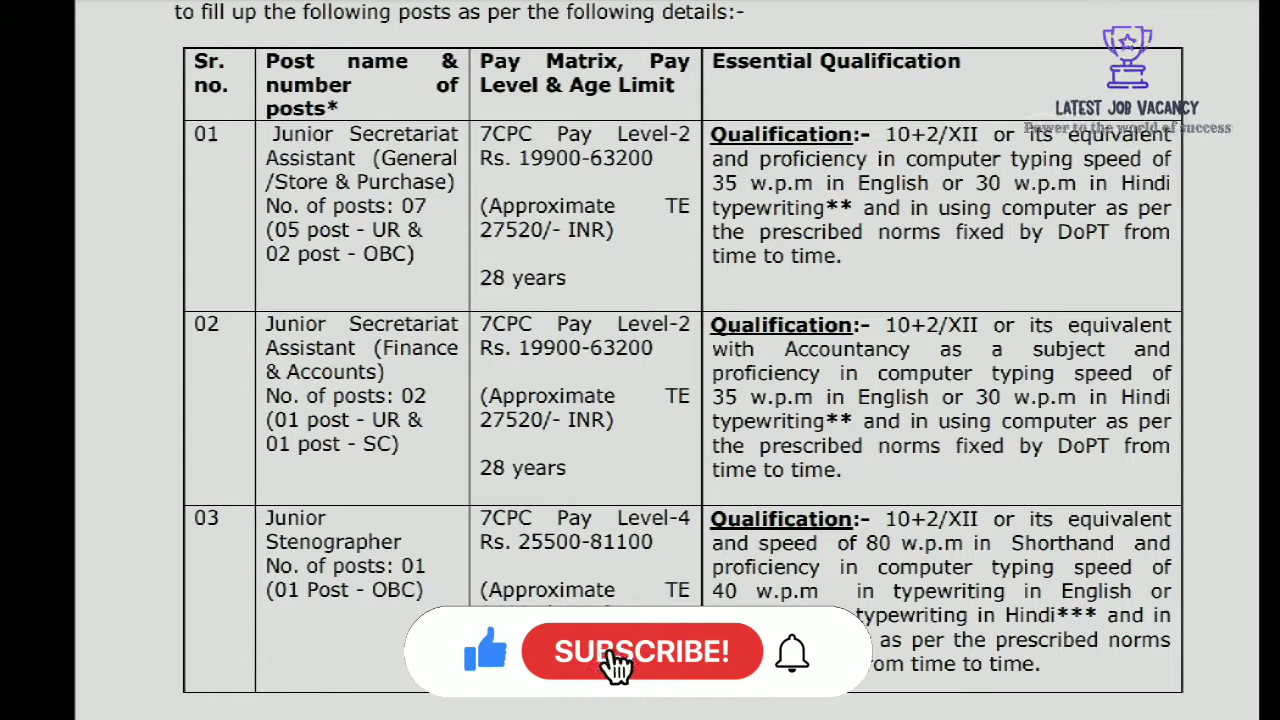 to fill up the following posts as per the following details:-
LATEST JOB VACANCY
Power to the world of success
Sr. no.
Post name & number of posts*
Pay Matrix, Pay Level & Age Limit
Essential Qualification
01
Junior Secretariat
Assistant (General
/Store & Purchase)
No. of posts: 07
(05 post - UR &
02 post - OBC)
7CPC Pay Level-2
Rs. 19900-63200
(Approximate TE
27520/- INR)
28 years
Qualification:- 10+2/XII or its equivalent
and proficiency in computer typing speed of
35 w.p.m in English or 30 w.p.m in Hindi
typewriting** and in using computer as per
the prescribed norms fixed by DoPT from
time to time.
02
Junior Secretariat
Assistant (Finance
& Accounts)
No. of posts: 02
(01 post - UR &
01 post - SC)
7CPC Pay Level-2
Rs. 19900-63200
(Approximate TE
27520/- INR)
28 years
Qualification:- 10+2/XII or its equivalent
with Accountancy as a subject and
proficiency in computer typing speed of
35 w.p.m in English or 30 w.p.m in Hindi
typewriting** and in using computer as per
the prescribed norms fixed by DoPT from
time to time.
03
Junior
Stenographer
No. of posts: 01
(01 Post - OBC)
7CPC Pay Level-4
Rs. 25500-81100
(Approximate TE
Qualification:- 10+2/XII or its equivalent
and speed of 80 w.p.m in Shorthand and
proficiency in computer typing speed of
40 w.p.m in typewriting in English or
typewriting in Hindi*** and in
as per the prescribed norms
time to time.
SUBSCRIBE!